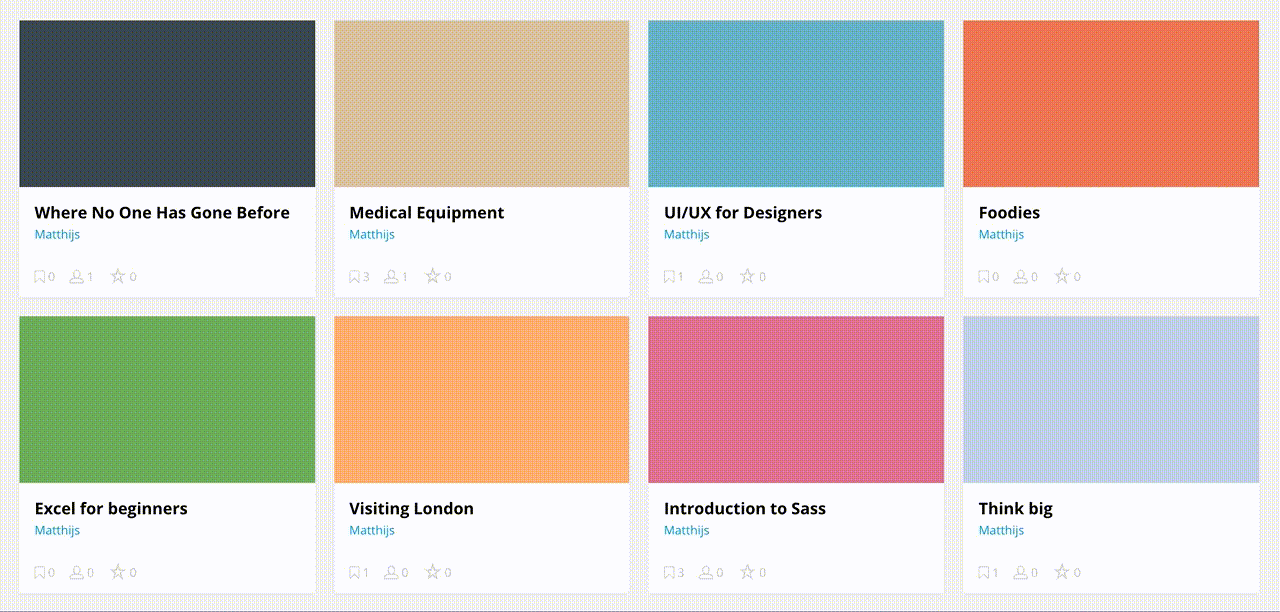 Where No One Has Gone Before
Matthijs
0 1 0
Medical Equipment
Matthijs
3 1 0
UI/UX for Designers
Matthijs
1 0 0
Foodies
Matthijs
0 0 0
Excel for beginners
Matthijs
0 0 0
Visiting London
Matthijs
1 0 0
Introduction to Sass
Matthijs
3 0 0
Think big
Matthijs
1 0 0